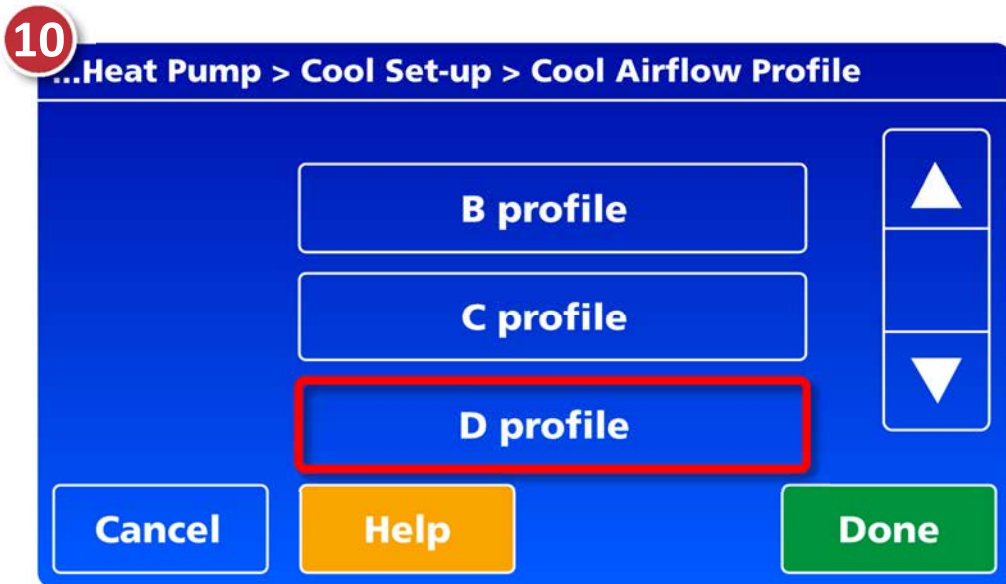 10
...Heat Pump > Cool Set-up > Cool Airflow Profile
B profile
C profile
D profile
Cancel
Help
Done